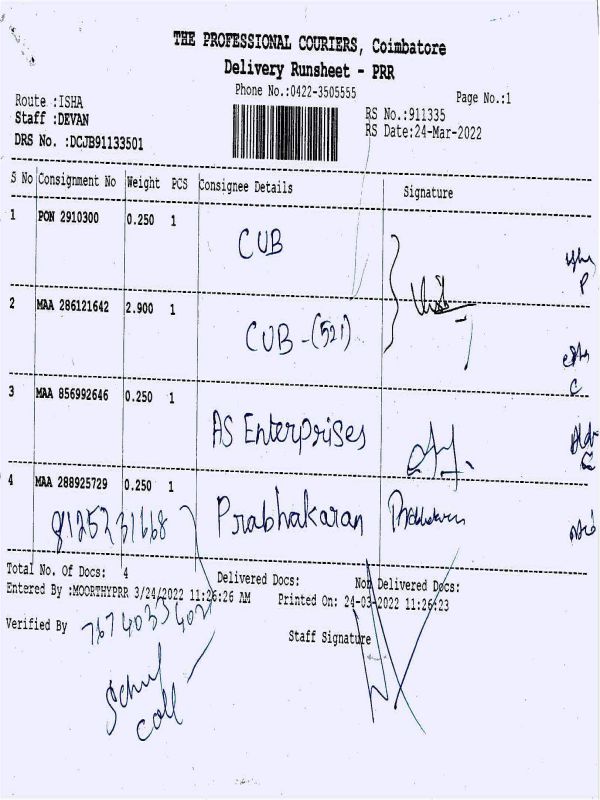 THE PROFESSIONAL COURIERS, Coimbatore
Delivery Runsheet - PRR
Phone No.:0422-3505555
Page No.:1
Route :ISHA
Staff :DEVAN
DRS No. :DCJB91133501
RS No.:911335
RS Date:24-Mar-2022
S No Consignment No Weight PCS Consignee Details Signature
1 PON 2910300 0.250 1 CUB
2 MAA 286121642 2.900 1 CUB -(521)
3 MAA 856992646 0.250 1 AS Enterprises
4 MAA 288925729 0.250 1 Prabhakaran Prabhakaran
8125231668
Total No. Of Docs: 4 Delivered Docs: Non Delivered Docs:
Entered By :MOORTHYPRR 3/24/2022 11:26:26 AM Printed On: 24-03-2022 11:26:23
Verified By
Staff Signature
call